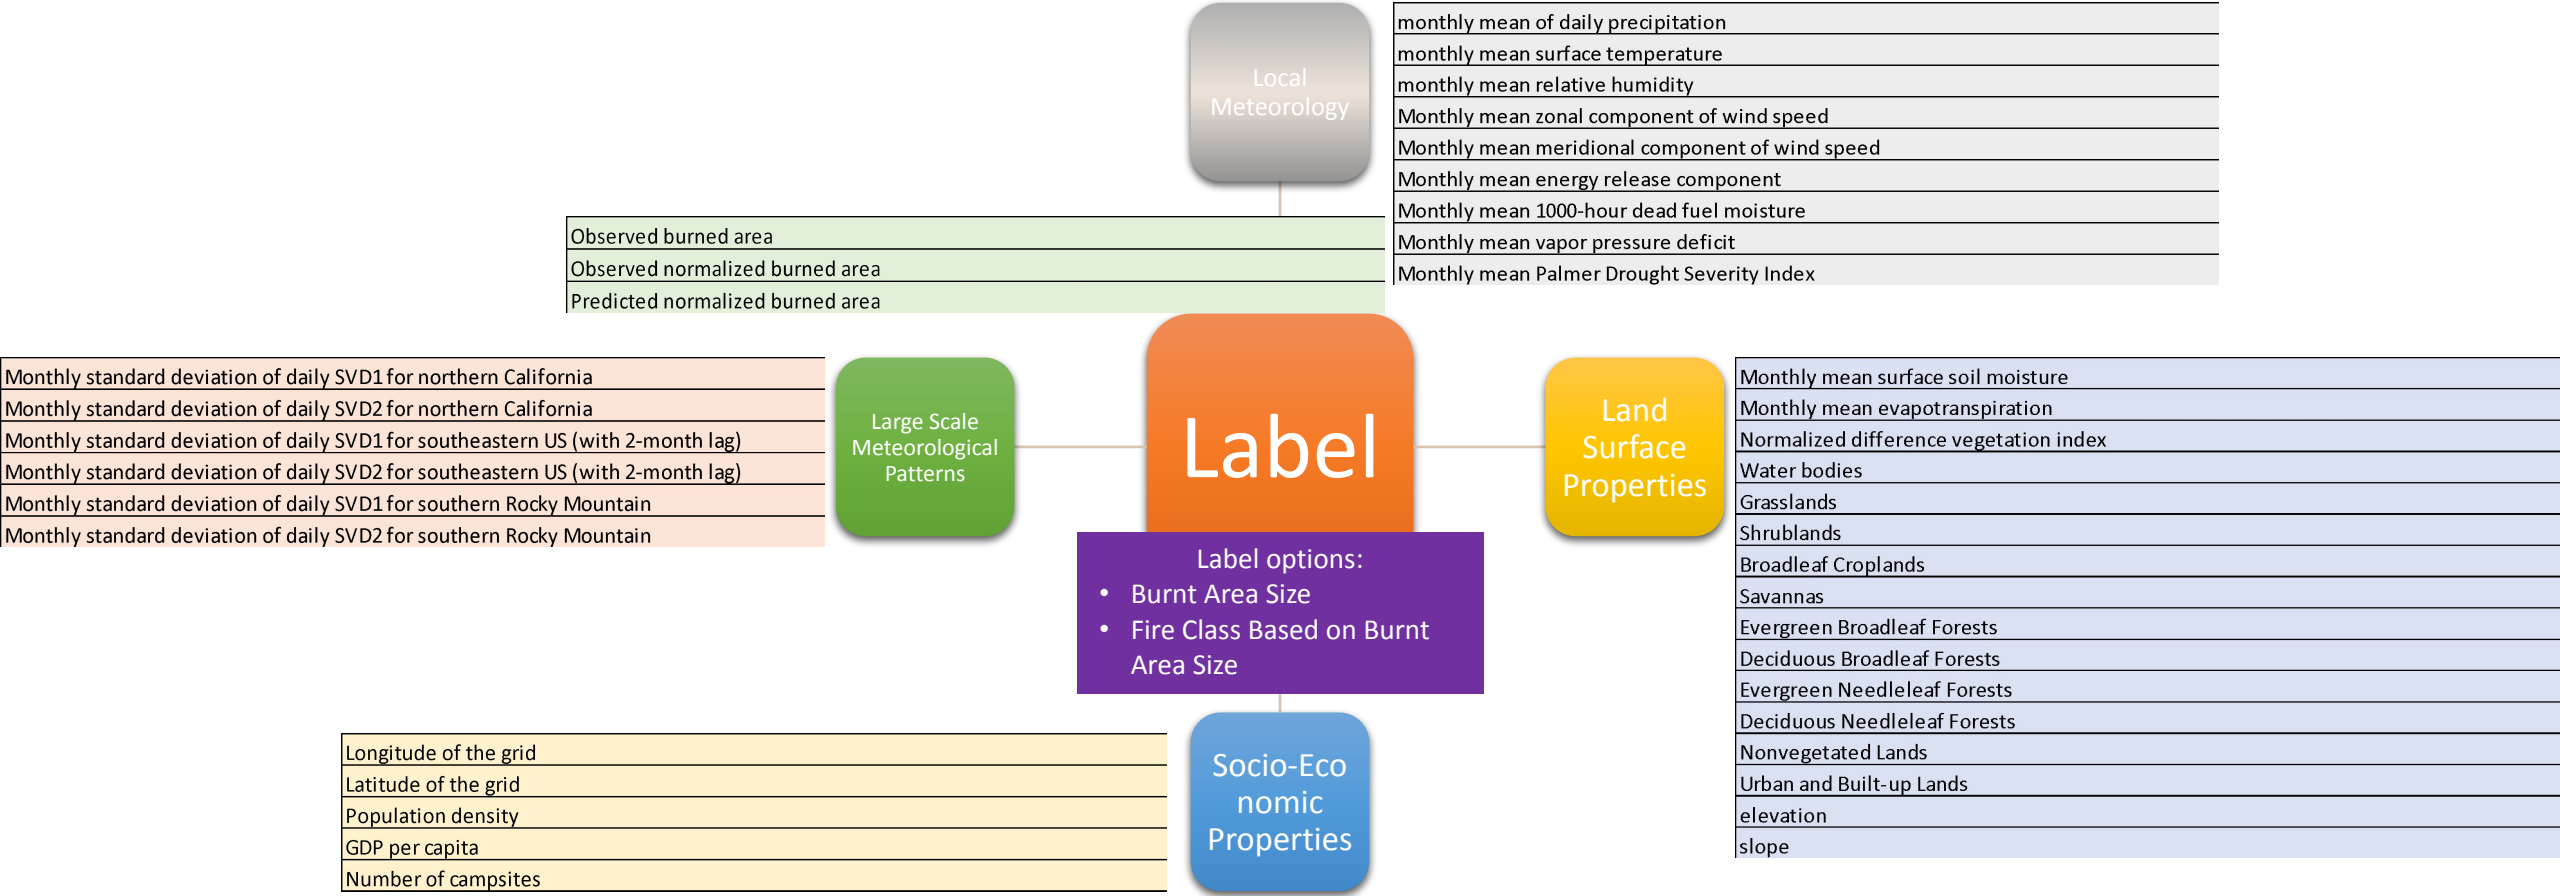 Local
Meteorology
monthly mean of daily precipitation
monthly mean surface temperature
monthly mean relative humidity
Monthly mean zonal component of wind speed
Monthly mean meridional component of wind speed
Monthly mean energy release component
Monthly mean 1000-hour dead fuel moisture
Monthly mean vapor pressure deficit
Monthly mean Palmer Drought Severity Index
Observed burned area
Observed normalized burned area
Predicted normalized burned area
Monthly standard deviation of daily SVD1 for northern California
Monthly standard deviation of daily SVD2 for northern California
Monthly standard deviation of daily SVD1 for southeastern US (with 2-month lag)
Monthly standard deviation of daily SVD2 for southeastern US (with 2-month lag)
Monthly standard deviation of daily SVD1 for southern Rocky Mountain
Monthly standard deviation of daily SVD2 for southern Rocky Mountain
Large Scale
Meteorological
Patterns
Label
Label options:
• Burnt Area Size
• Fire Class Based on Burnt
Area Size
Land
Surface
Properties
Monthly mean surface soil moisture
Monthly mean evapotranspiration
Normalized difference vegetation index
Water bodies
Grasslands
Shrublands
Broadleaf Croplands
Savannas
Evergreen Broadleaf Forests
Deciduous Broadleaf Forests
Evergreen Needleleaf Forests
Deciduous Needleleaf Forests
Nonvegetated Lands
Urban and Built-up Lands
elevation
slope
Longitude of the grid
Latitude of the grid
Population density
GDP per capita
Number of campsites
Socio-Eco
nomic
Properties